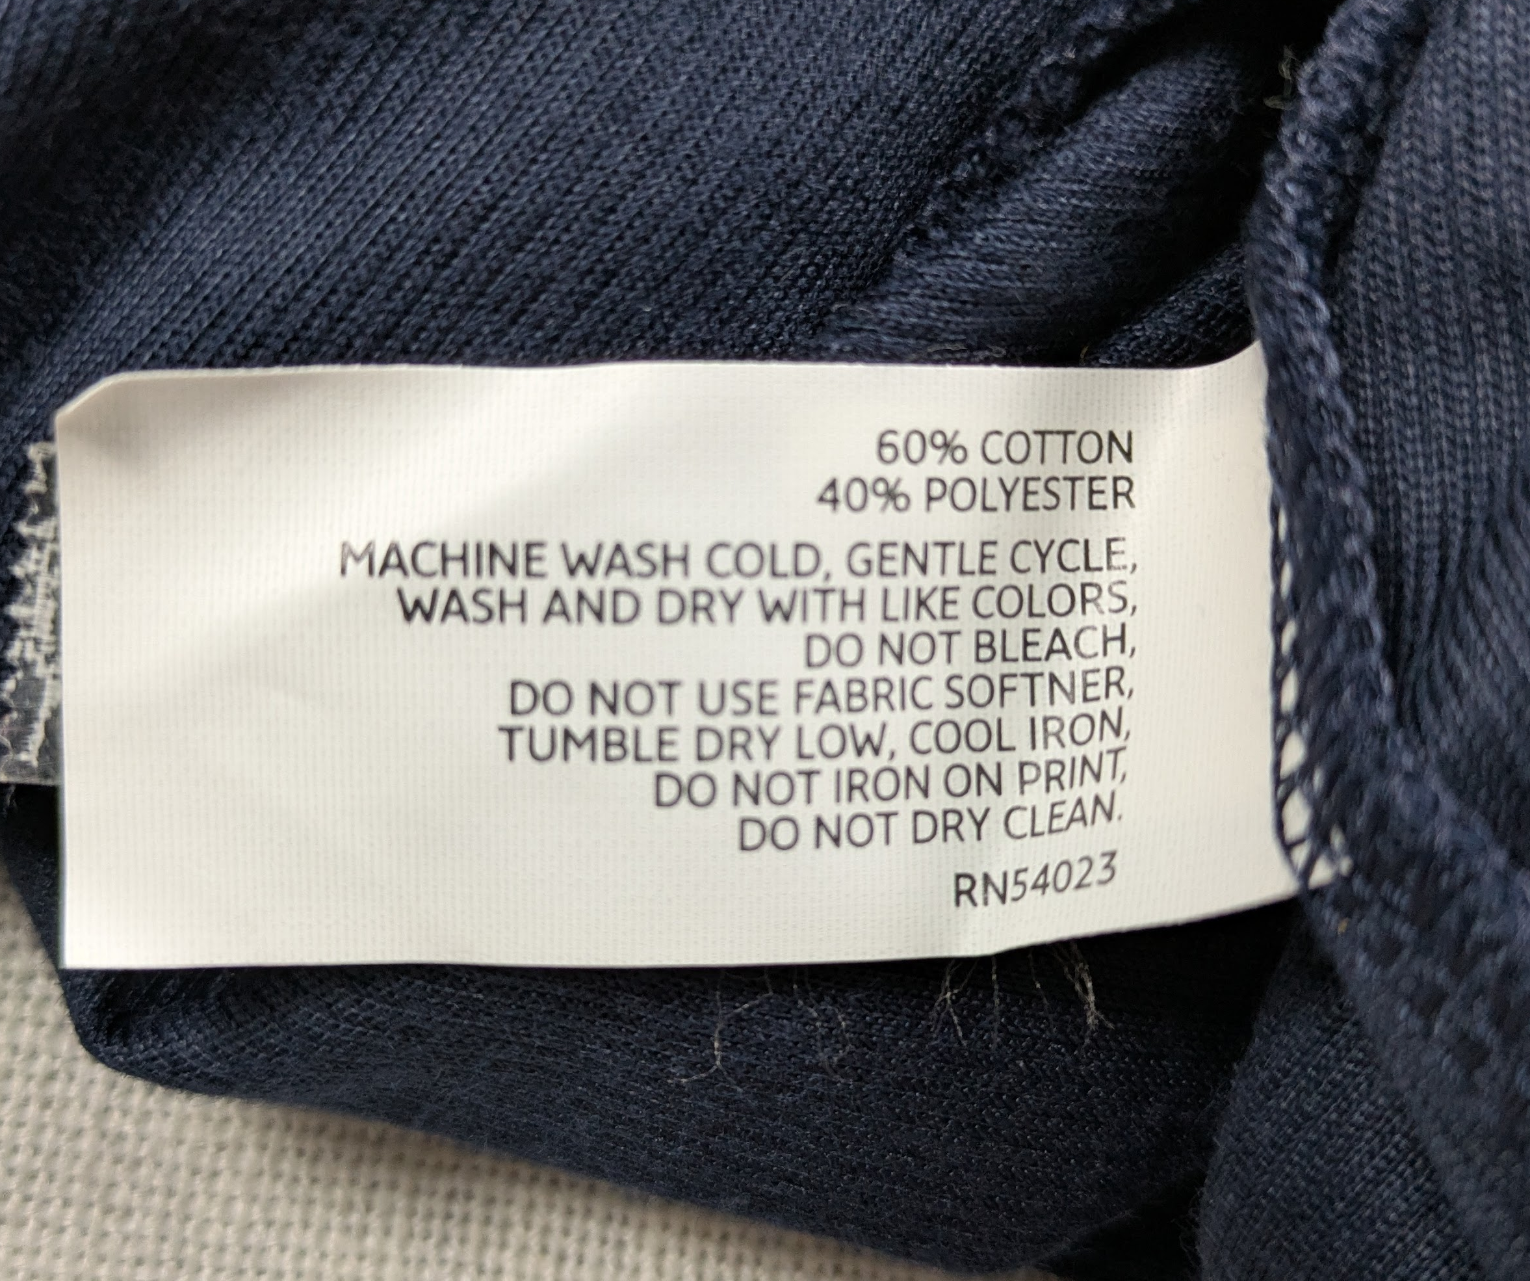 60% COTTON
40% POLYESTER
MACHINE WASH COLD, GENTLE CYCLE,
WASH AND DRY WITH LIKE COLORS,
DO NOT BLEACH,
DO NOT USE FABRIC SOFTNER,
TUMBLE DRY LOW, COOL IRON,
DO NOT IRON ON PRINT,
DO NOT DRY CLEAN.
RN54023